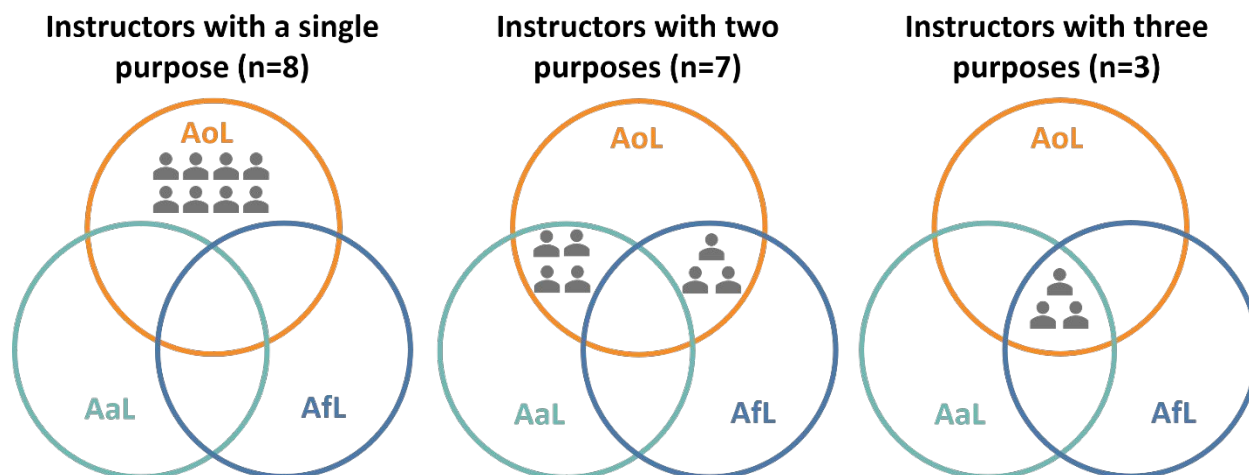 Instructors with a single
purpose (n=8)
AoL
AaL
AfL
Instructors with two
purposes (n=7)
AoL
AaL
AfL
Instructors with three
purposes (n=3)
AoL
AaL
AfL